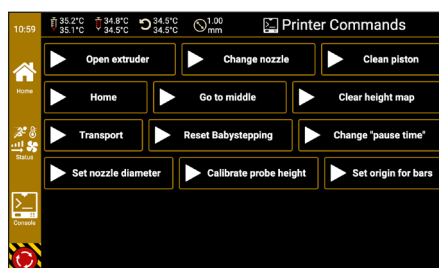 10:59
35.2°C
35.1°C
34.8°C
34.5°C
34.5°C
34.5°C
1.00
mm
Printer Commands
Open extruder
Change nozzle
Clean piston
Home
Home
Go to middle
Clear height map
Transport
Reset Babystepping
Change "pause time"
Status
Set nozzle diameter
Calibrate probe height
Set origin for bars
Console